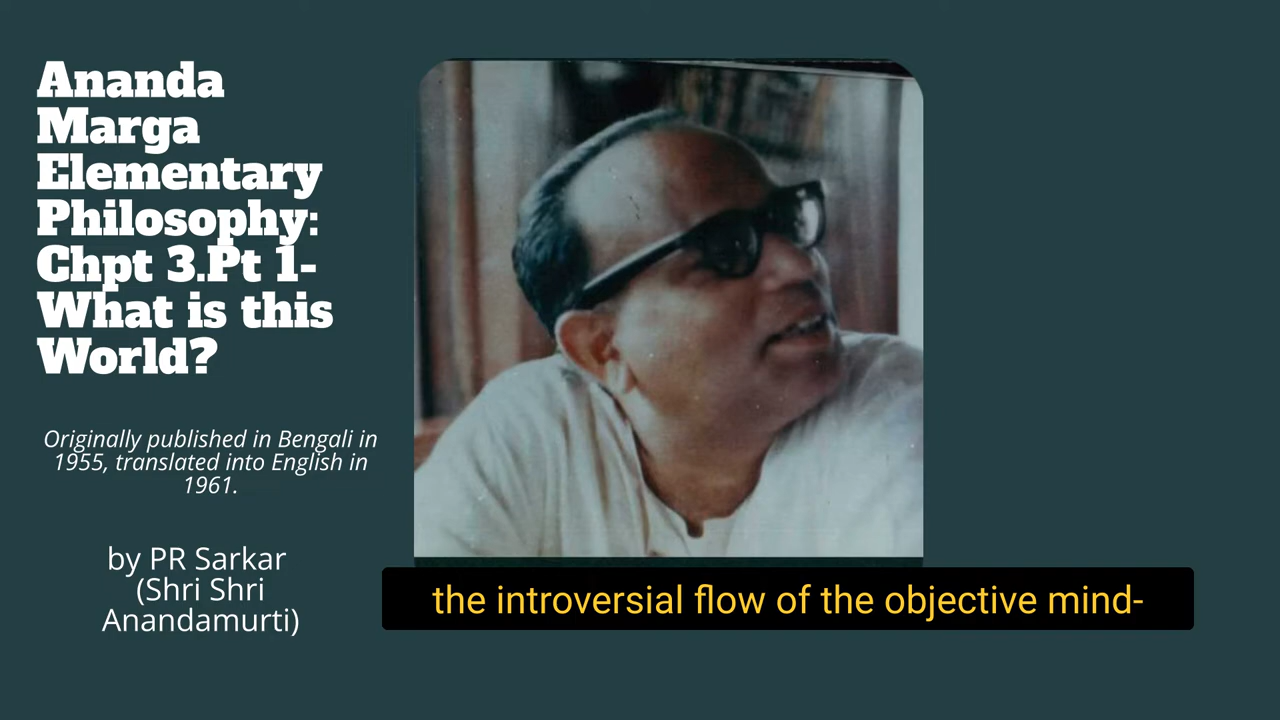 Ananda
Marga
Elementary
Philosophy:
Chpt 3.Pt 1-
What is this
World?
Originally published in Bengali in
1955, translated into English in
1961.
by PR Sarkar
(Shri Shri
Anandamurti)
the introversial flow of the objective mind-